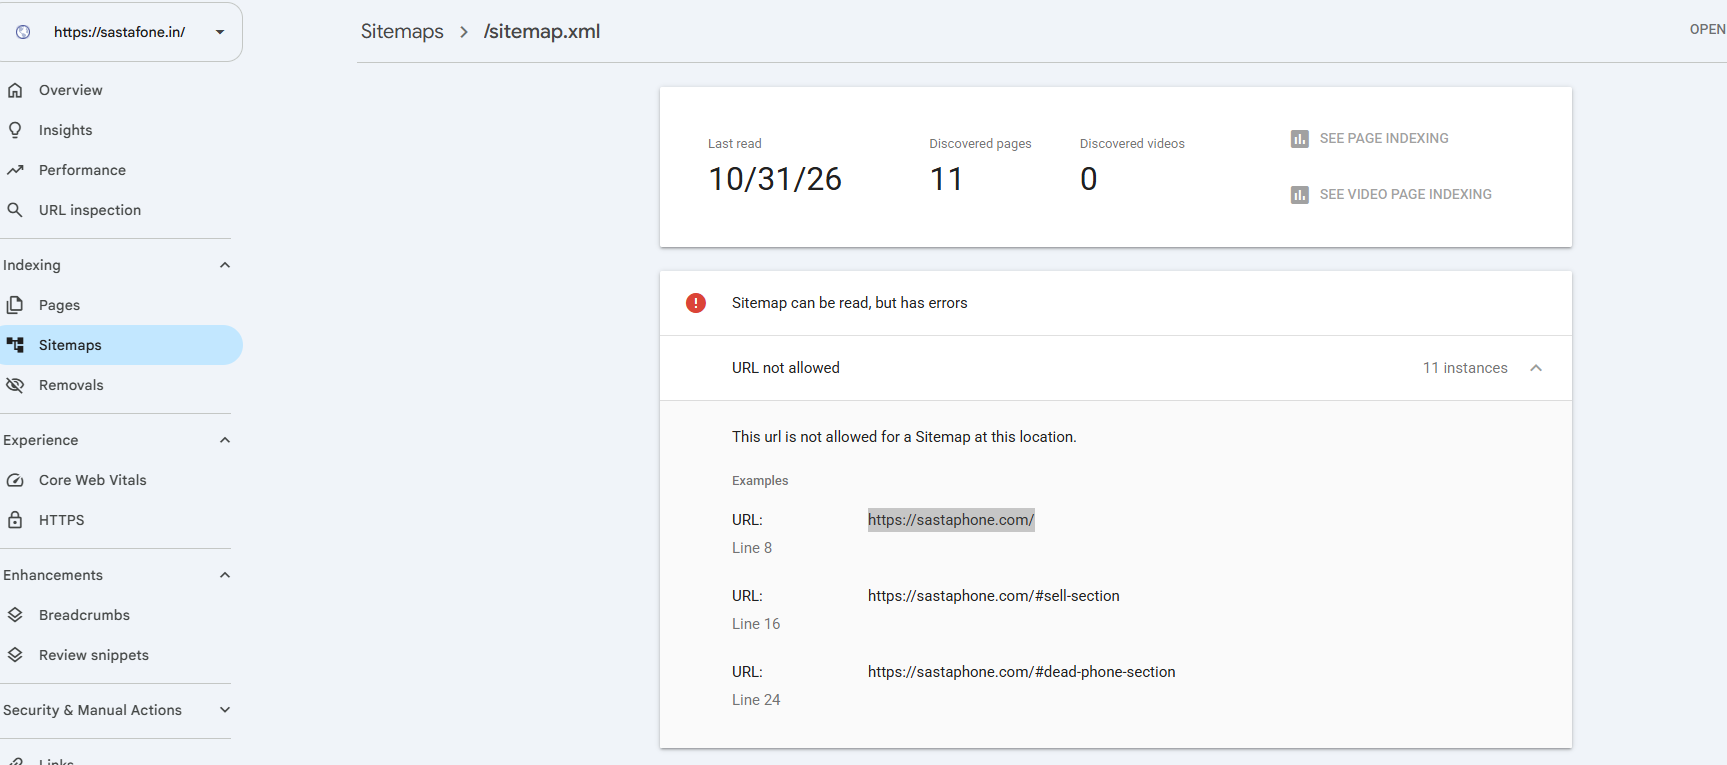 https://sastafone.in/
Sitemaps > /sitemap.xml
OPEN
Overview
Insights
Performance
URL inspection
Indexing
Pages
Sitemaps
Removals
Experience
Core Web Vitals
HTTPS
Enhancements
Breadcrumbs
Review snippets
Security & Manual Actions
Links
Last read
10/31/26
Discovered pages
11
Discovered videos
0
SEE PAGE INDEXING
SEE VIDEO PAGE INDEXING
Sitemap can be read, but has errors
URL not allowed 11 instances
This url is not allowed for a Sitemap at this location.
Examples
URL: https://sastaphone.com/
Line 8
URL: https://sastaphone.com/#sell-section
Line 16
URL: https://sastaphone.com/#dead-phone-section
Line 24